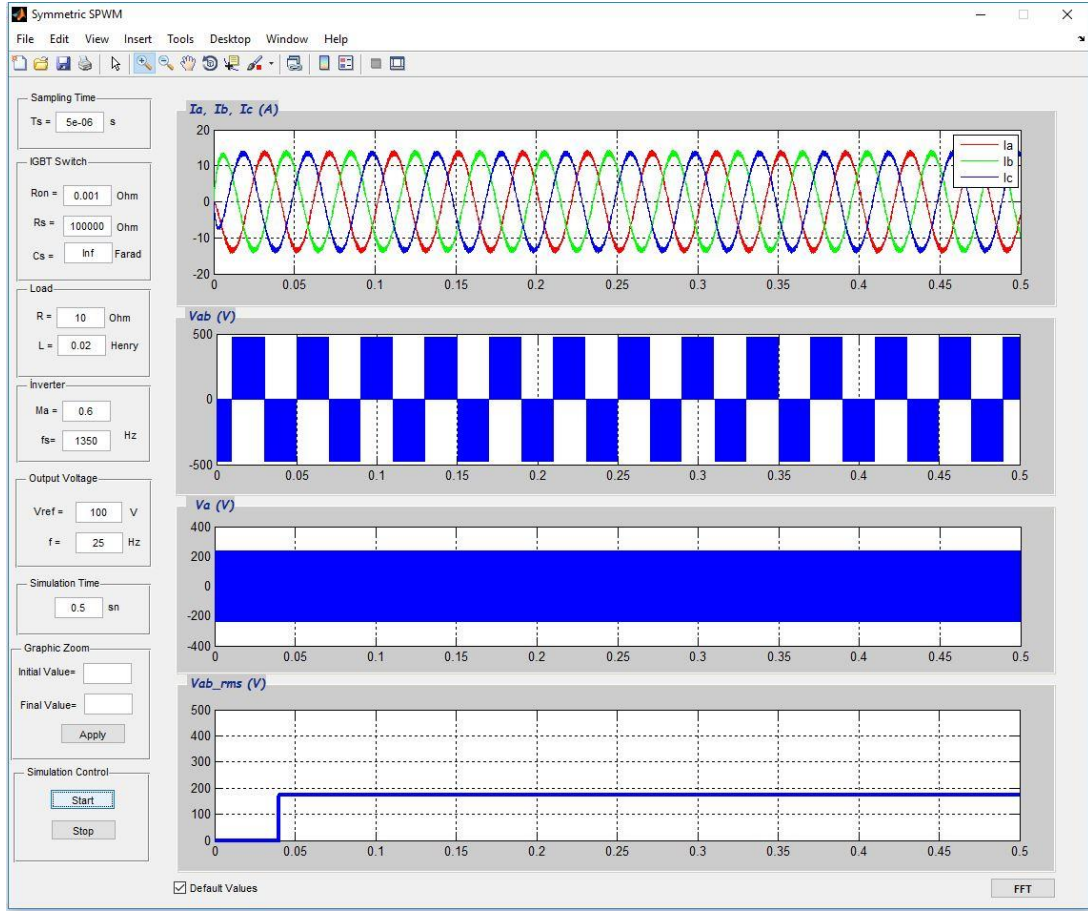 Symmetric SPWM
File Edit View Insert Tools Desktop Window Help
Sampling Time
Ts = 5e-06 s
IGBT Switch
Ron = 0.001 Ohm
Rs = 100000 Ohm
Cs = Inf Farad
Load
R = 10 Ohm
L = 0.02 Henry
İnverter
Ma = 0.6
fs= 1350 Hz
Output Voltage
Vref = 100 V
f = 25 Hz
Simulation Time
0.5 sn
Graphic Zoom
Initial Value=
Final Value=
Apply
Simulation Control
Start
Stop
Ia, Ib, Ic (A)
20
10
0
-10
-20
0 0.05 0.1 0.15 0.2 0.25 0.3 0.35 0.4 0.45 0.5
Ia
Ib
Ic
Vab (V)
500
0
-500
0 0.05 0.1 0.15 0.2 0.25 0.3 0.35 0.4 0.45 0.5
Va (V)
400
200
0
-200
-400
0 0.05 0.1 0.15 0.2 0.25 0.3 0.35 0.4 0.45 0.5
Vab_rms (V)
500
400
300
200
100
0
0 0.05 0.1 0.15 0.2 0.25 0.3 0.35 0.4 0.45 0.5
Default Values
FFT